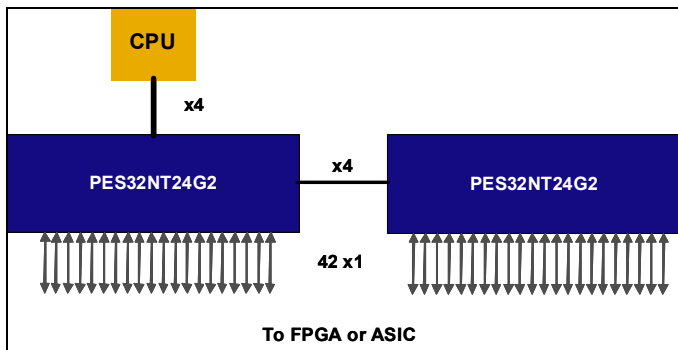 CPU
x4
PES32NT24G2
x4
PES32NT24G2
42 x1
To FPGA or ASIC